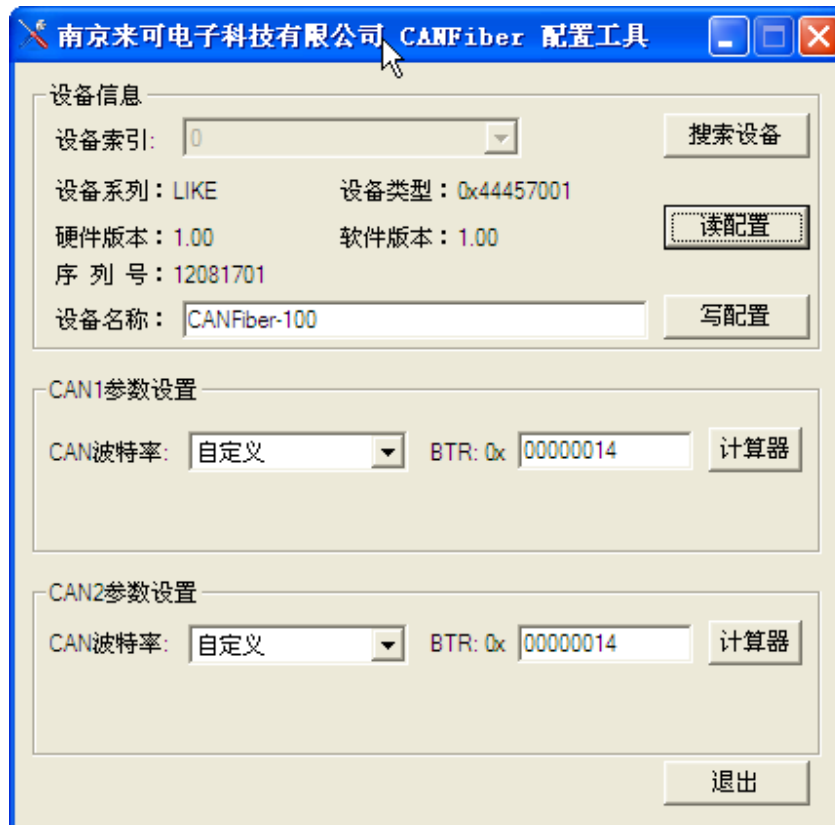 南京来可电子科技有限公司 CANFiber 配置工具
设备信息
设备索引: 0 搜索设备
设备系列：LIKE 设备类型：0x44457001
读配置
硬件版本：1.00 软件版本：1.00
序 列 号：12081701
设备名称： CANFiber-100 写配置
CAN1参数设置
CAN波特率: 自定义 BTR: 0x 00000014 计算器
CAN2参数设置
CAN波特率: 自定义 BTR: 0x 00000014 计算器
退出